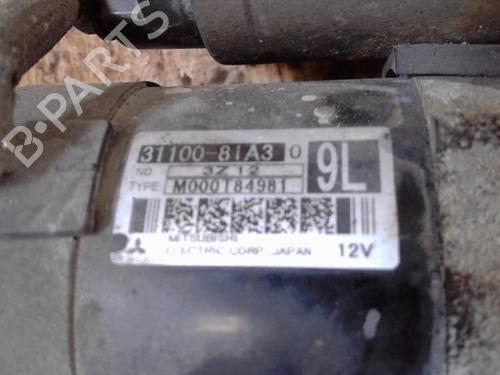 B-PARTS
31100-81A3 0
9L
NO 3Z12
TYPE M000T84981
MITSUBISHI
ELECTRIC CORP. JAPAN 12V